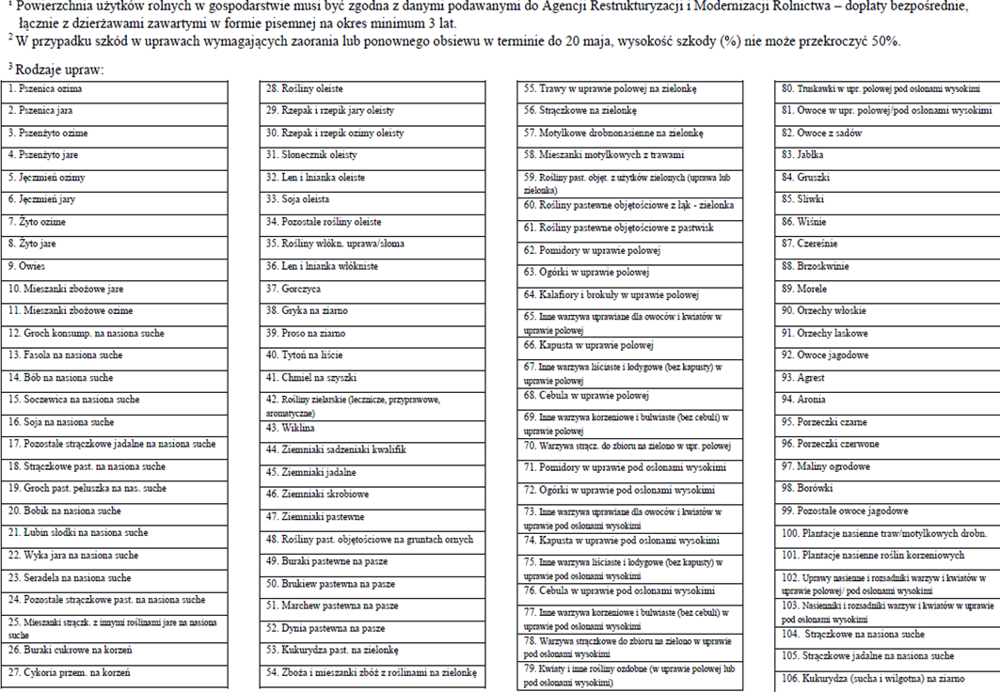 ¹ Powierzchnia użytków rolnych w gospodarstwie musi być zgodna z danymi podawanymi do Agencji Restrukturyzacji i Modernizacji Rolnictwa – dopłaty bezpośrednie,
łącznie z dzierżawami zawartymi w formie pisemnej na okres minimum 3 lat.
² W przypadku szkód w uprawach wymagających zaorania lub ponownego obsiewu w terminie do 20 maja, wysokość szkody (%) nie może przekroczyć 50%.
³ Rodzaje upraw:
1. Pszenica ozima
2. Pszenica jara
3. Pszenżyto ozime
4. Pszenżyto jare
5. Jęczmień ozimy
6. Jęczmień jary
7. Żyto ozime
8. Żyto jare
9. Owies
10. Mieszanki zbożowe jare
11. Mieszanki zbożowe ozime
12. Groch konsump. na nasiona suche
13. Fasola na nasiona suche
14. Bób na nasiona suche
15. Soczewica na nasiona suche
16. Soja na nasiona suche
17. Pozostałe strączkowe jadalne na nasiona suche
18. Strączkowe past. na nasiona suche
19. Groch past. peluszka na nas. suche
20. Bobik na nasiona suche
21. Łubin słodki na nasiona suche
22. Wyka jara na nasiona suche
23. Seradela na nasiona suche
24. Pozostałe strączkowe past. na nasiona suche
25. Mieszanki strączk. z innymi roślinami jare na nasiona
suche
26. Buraki cukrowe na korzeń
27. Cykoria przem. na korzeń
28. Rośliny oleiste
29. Rzepak i rzepik jary oleisty
30. Rzepak i rzepik ozimy oleisty
31. Słonecznik oleisty
32. Len i lnianka oleiste
33. Soja oleista
34. Pozostałe rośliny oleiste
35. Rośliny włókn. uprawa/słoma
36. Len i lnianka włókniste
37. Gorczyca
38. Gryka na ziarno
39. Proso na ziarno
40. Tytoń na liście
41. Chmiel na szyszki
42. Rośliny zielarskie (lecznicze, przyprawowe,
aromatyczne)
43. Wiklina
44. Ziemniaki sadzeniaki kwalifik
45. Ziemniaki jadalne
46. Ziemniaki skrobiowe
47. Ziemniaki pastewne
48. Rośliny past. objętościowe na gruntach ornych
49. Buraki pastewne na pasze
50. Brukiew pastewna na pasze
51. Marchew pastewna na pasze
52. Dynia pastewna na pasze
53. Kukurydza past. na zielonkę
54. Zboża i mieszanki zbóż z roślinami na zielonkę
55. Trawy w uprawie polowej na zielonkę
56. Strączkowe na zielonkę
57. Motylkowe drobnonasienne na zielonkę
58. Mieszanki motylkowych z trawami
59. Rośliny past. objęt. z użytków zielonych (uprawa lub
zielonka)
60. Rośliny pastewne objętościowe z łąk - zielonka
61. Rośliny pastewne objętościowe z pastwisk
62. Pomidory w uprawie polowej
63. Ogórki w uprawie polowej
64. Kalafiory i brokuły w uprawie polowej
65. Inne warzywa uprawiane dla owoców i kwiatów w
uprawie polowej
66. Kapusta w uprawie polowej
67. Inne warzywa liściaste i łodygowe (bez kapusty) w
uprawie polowej
68. Cebula w uprawie polowej
69. Inne warzywa korzeniowe i bulwiaste (bez cebuli) w
uprawie polowej
70. Warzywa strącz. do zbioru na zielono w upr. polowej
71. Pomidory w uprawie pod osłonami wysokimi
72. Ogórki w uprawie pod osłonami wysokimi
73. Inne warzywa uprawiane dla owoców i kwiatów w
uprawie pod osłonami wysokimi
74. Kapusta w uprawie pod osłonami wysokimi
75. Inne warzywa liściaste i łodygowe (bez kapusty) w
uprawie pod osłonami wysokimi
76. Cebula w uprawie pod osłonami wysokimi
77. Inne warzywa korzeniowe i bulwiaste (bez cebuli) w
uprawie pod osłonami wysokimi
78. Warzywa strączkowe do zbioru na zielono w uprawie
pod osłonami wysokimi
79. Kwiaty i inne rośliny ozdobne (w uprawie polowej lub
pod osłonami wysokimi)
80. Truskawki w upr. polowej pod osłonami wysokimi
81. Owoce w upr. polowej/pod osłonami wysokimi
82. Owoce z sadów
83. Jabłka
84. Gruszki
85. Śliwki
86. Wiśnie
87. Czereśnie
88. Brzoskwinie
89. Morele
90. Orzechy włoskie
91. Orzechy laskowe
92. Owoce jagodowe
93. Agrest
94. Aronia
95. Porzeczki czarne
96. Porzeczki czerwone
97. Maliny ogrodowe
98. Borówki
99. Pozostałe owoce jagodowe
100. Plantacje nasienne traw/motylkowych drobn.
101. Plantacje nasienne roślin korzeniowych
102. Uprawy nasienne i rozsadniki warzyw i kwiatów w
uprawie polowej/ pod osłonami wysokimi
103. Nasienniki i rozsadniki warzyw i kwiatów w uprawie
pod osłonami wysokimi
104. Strączkowe na nasiona suche
105. Strączkowe jadalne na nasiona suche
106. Kukurydza (sucha i wilgotna) na ziarno